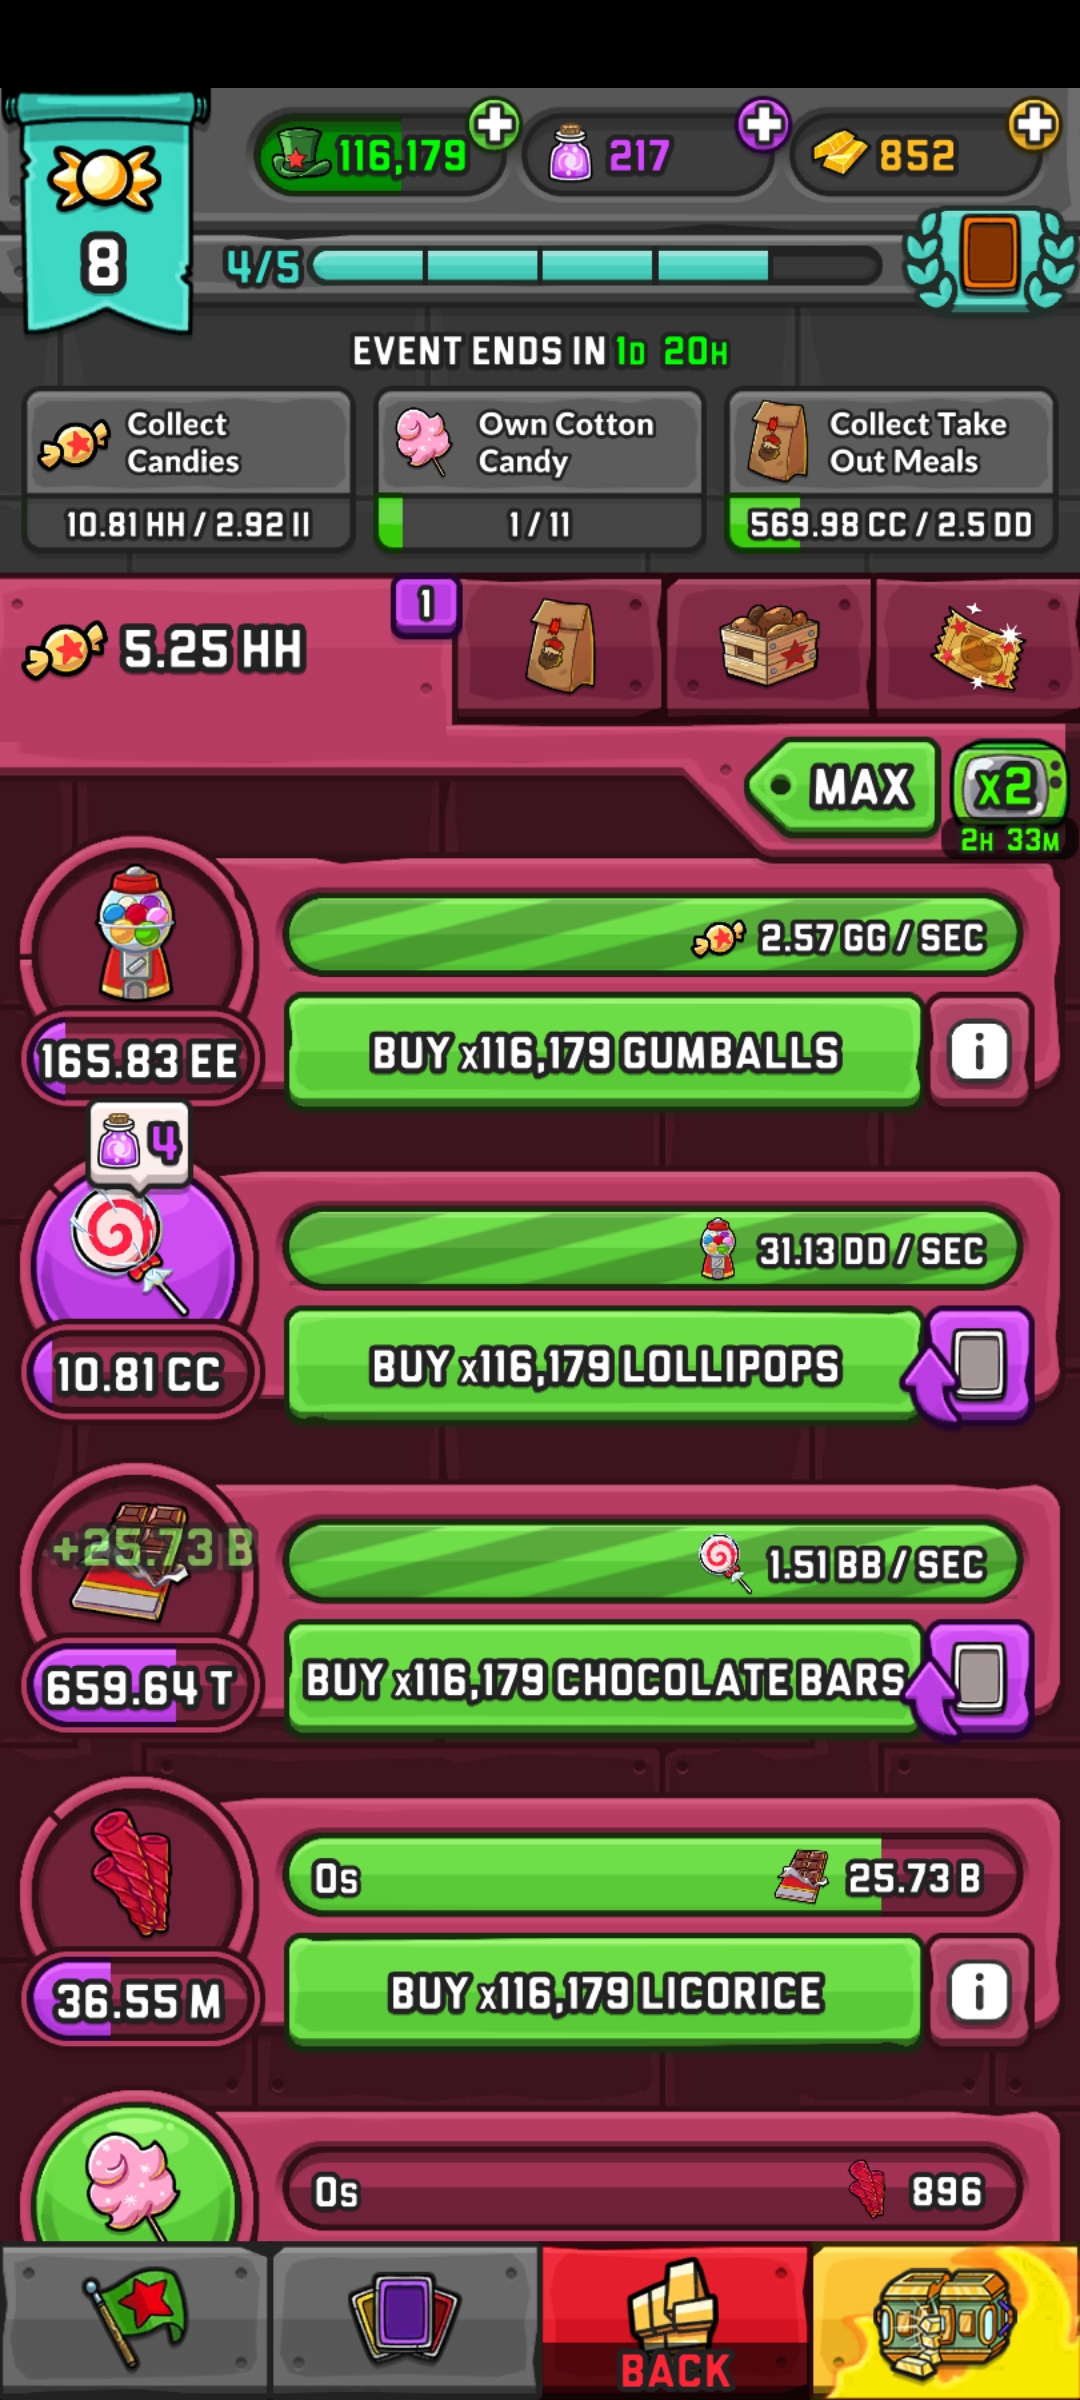 116,179
217
852
8
4/5
EVENT ENDS IN 1D 20H
Collect
Candies
10.81 HH / 2.92 II
Own Cotton
Candy
1 / 11
Collect Take
Out Meals
569.98 CC / 2.5 DD
5.25 HH
1
MAX
x2
2H 33M
2.57 GG / SEC
165.83 EE
BUY x116,179 GUMBALLS
i
4
31.13 DD / SEC
10.81 CC
BUY x116,179 LOLLIPOPS
+25.73 B
1.51 BB / SEC
659.64 T
BUY x116,179 CHOCOLATE BARS
0s
25.73 B
36.55 M
BUY x116,179 LICORICE
i
0s
896
BACK